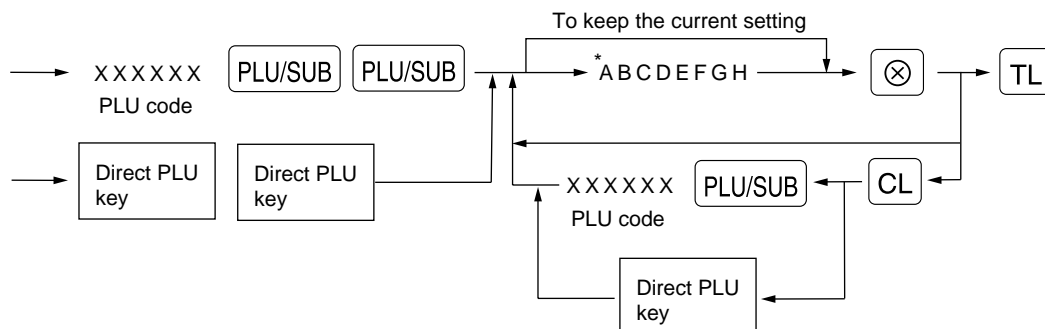 To keep the current setting
XXXXXX PLU/SUB PLU/SUB *ABCDEFGH ⊗ TL
PLU code
Direct PLU key
Direct PLU key
XXXXXX PLU/SUB CL
PLU code
Direct PLU key